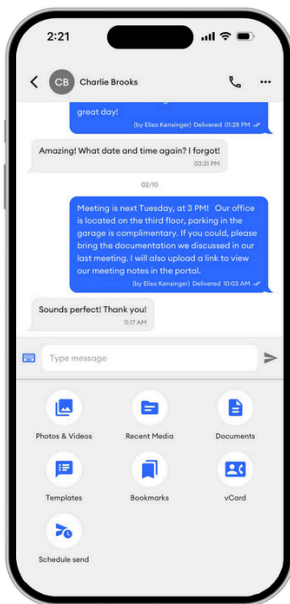 2:21
CB Charlie Brooks
great day!
(by Elisa Kensinger) Delivered 01:28 PM
Amazing! What date and time again? I forgot!
03:31 PM
02/10
Meeting is next Tuesday, at 3 PM! Our office
is located on the third floor, parking in the
garage is complimentary. If you could, please
bring the documentation we discussed in our
last meeting. I will also upload a link to view
our meeting notes in the portal.
(by Elisa Kensinger) Delivered 10:03 AM
Sounds perfect! Thank you!
11:17 AM
Type message
Photos & Videos Recent Media Documents
Templates Bookmarks vCard
Schedule send